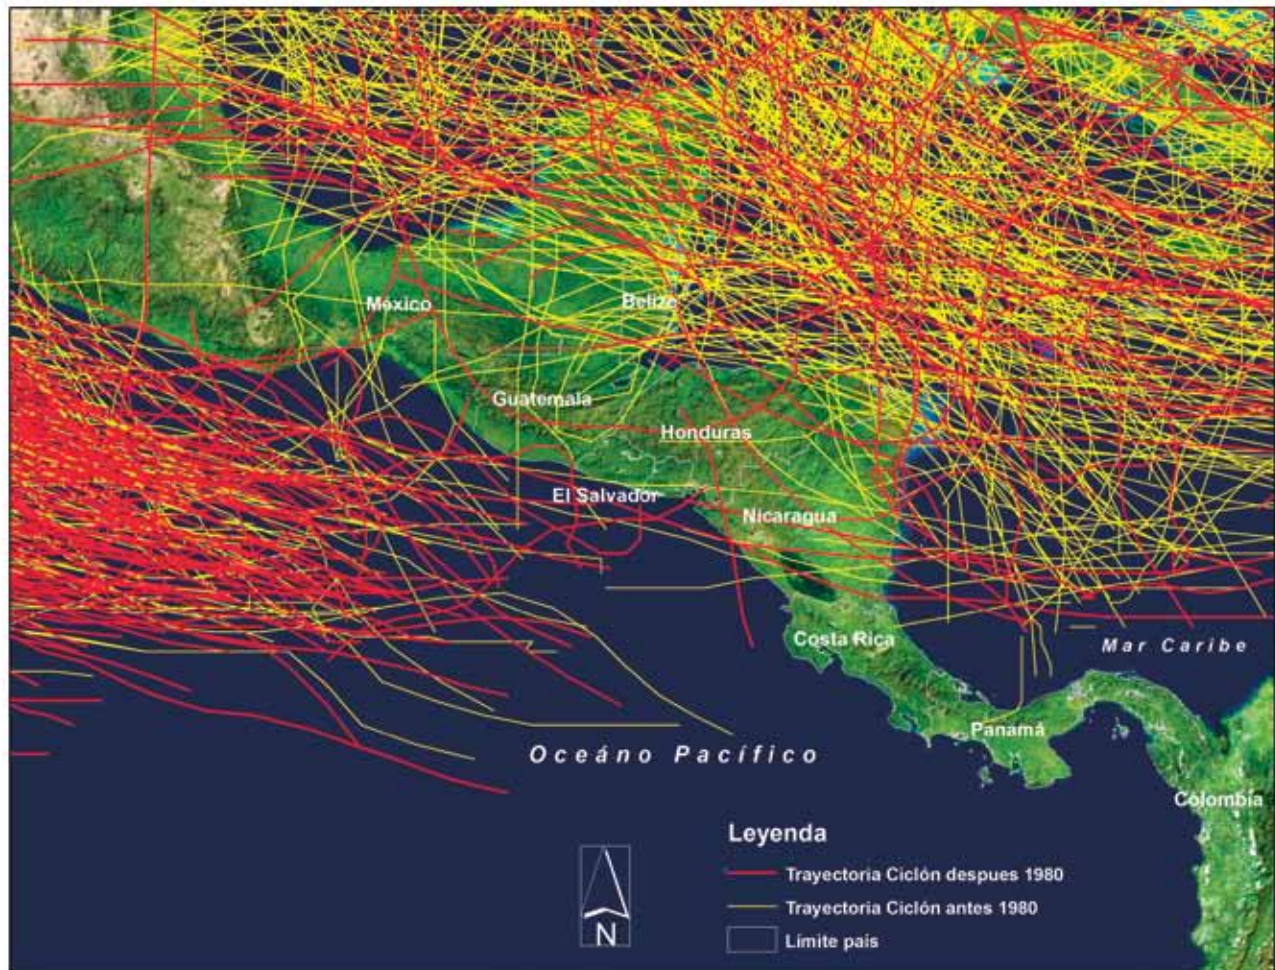 México
Belize
Guatemala
Honduras
El Salvador
Nicaragua
Costa Rica
Mar Caribe
Panamá
Oceáno Pacífico
Colombia
Leyenda
Trayectoria Ciclón despues 1980
Trayectoria Ciclón antes 1980
Límite país
N